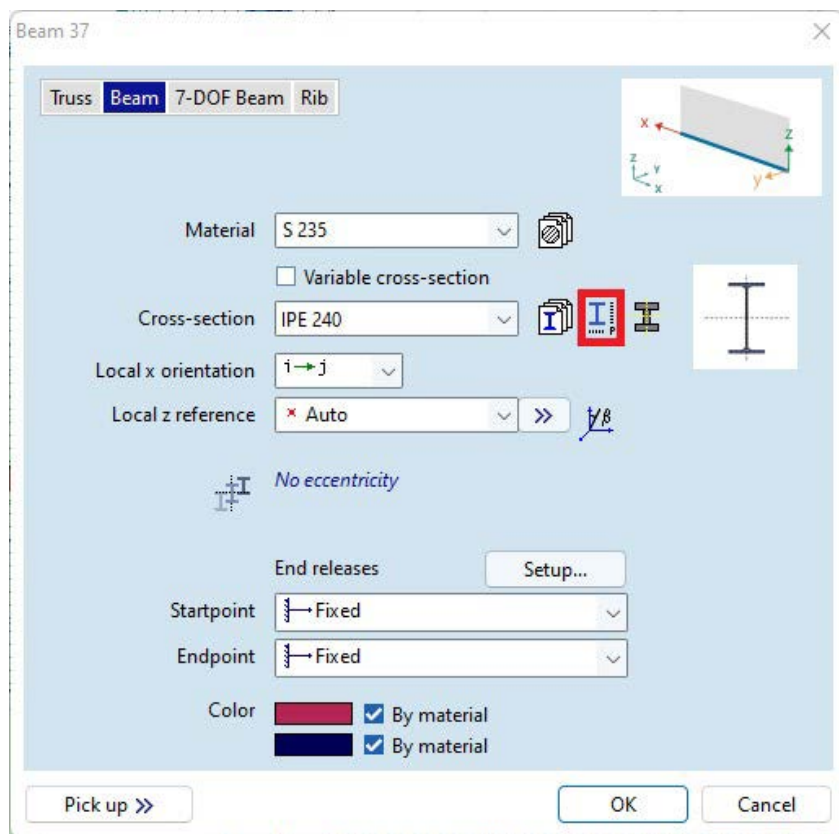 Beam 37
Truss Beam 7-DOF Beam Rib
x
z
y
z
y
x
Material S 235
Variable cross-section
Cross-section IPE 240
P
Local x orientation i→j
Local z reference × Auto »
β
No eccentricity
End releases Setup...
Startpoint Fixed
Endpoint Fixed
Color By material
By material
Pick up » OK Cancel